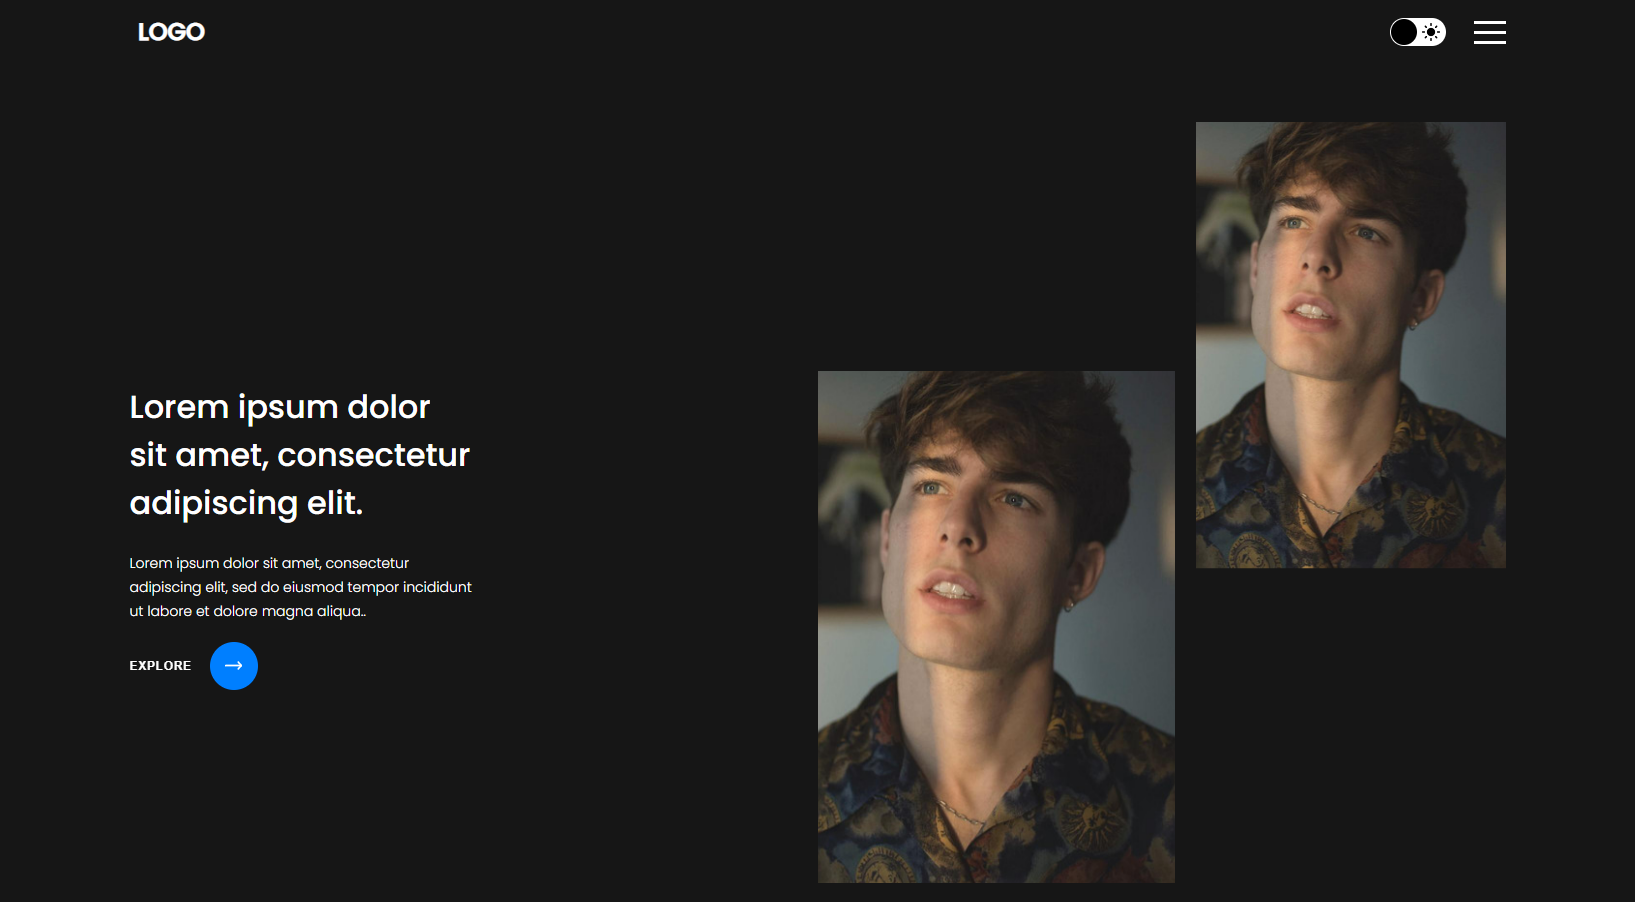 LOGO
Lorem ipsum dolor
sit amet, consectetur
adipiscing elit.
Lorem ipsum dolor sit amet, consectetur
adipiscing elit, sed do eiusmod tempor incididunt
ut labore et dolore magna aliqua..
EXPLORE